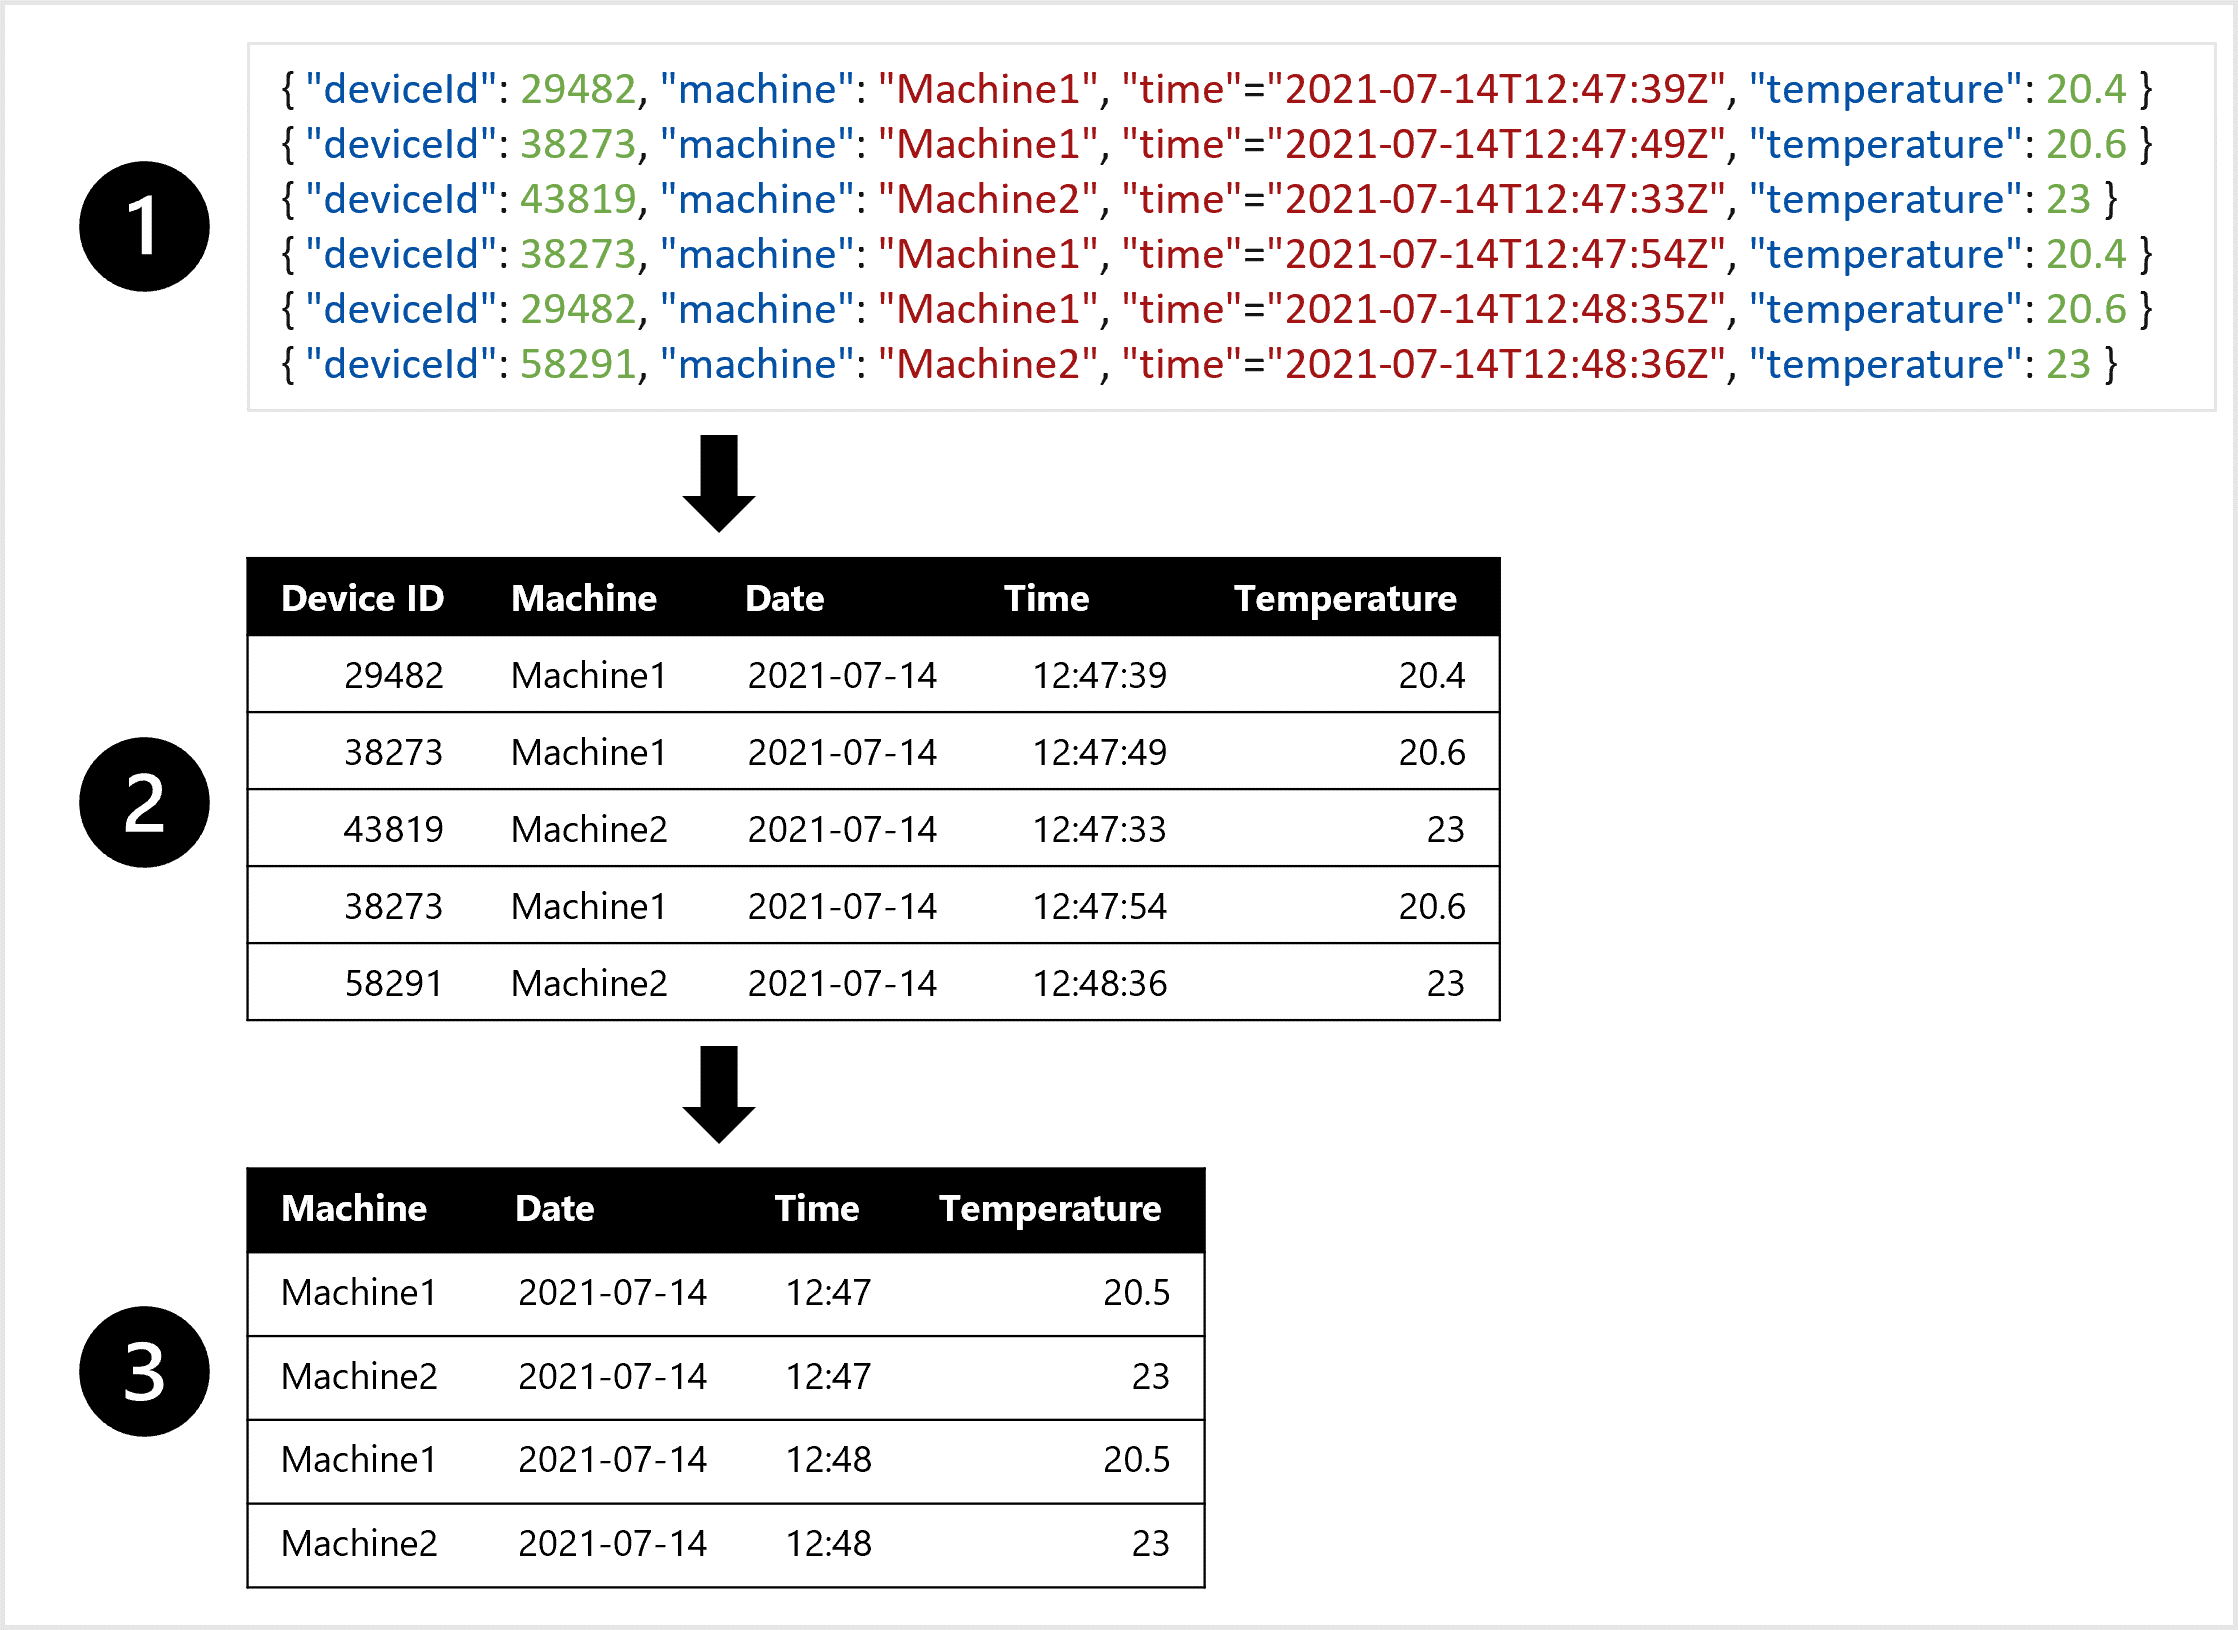 { "deviceId": 29482, "machine": "Machine1", "time"="2021-07-14T12:47:39Z", "temperature": 20.4 }
{ "deviceId": 38273, "machine": "Machine1", "time"="2021-07-14T12:47:49Z", "temperature": 20.6 }
{ "deviceId": 43819, "machine": "Machine2", "time"="2021-07-14T12:47:33Z", "temperature": 23 }
{ "deviceId": 38273, "machine": "Machine1", "time"="2021-07-14T12:47:54Z", "temperature": 20.4 }
{ "deviceId": 29482, "machine": "Machine1", "time"="2021-07-14T12:48:35Z", "temperature": 20.6 }
{ "deviceId": 58291, "machine": "Machine2", "time"="2021-07-14T12:48:36Z", "temperature": 23 }
1
Device ID Machine Date Time Temperature
29482 Machine1 2021-07-14 12:47:39 20.4
38273 Machine1 2021-07-14 12:47:49 20.6
43819 Machine2 2021-07-14 12:47:33 23
38273 Machine1 2021-07-14 12:47:54 20.6
58291 Machine2 2021-07-14 12:48:36 23
2
Machine Date Time Temperature
Machine1 2021-07-14 12:47 20.5
Machine2 2021-07-14 12:47 23
Machine1 2021-07-14 12:48 20.5
Machine2 2021-07-14 12:48 23
3